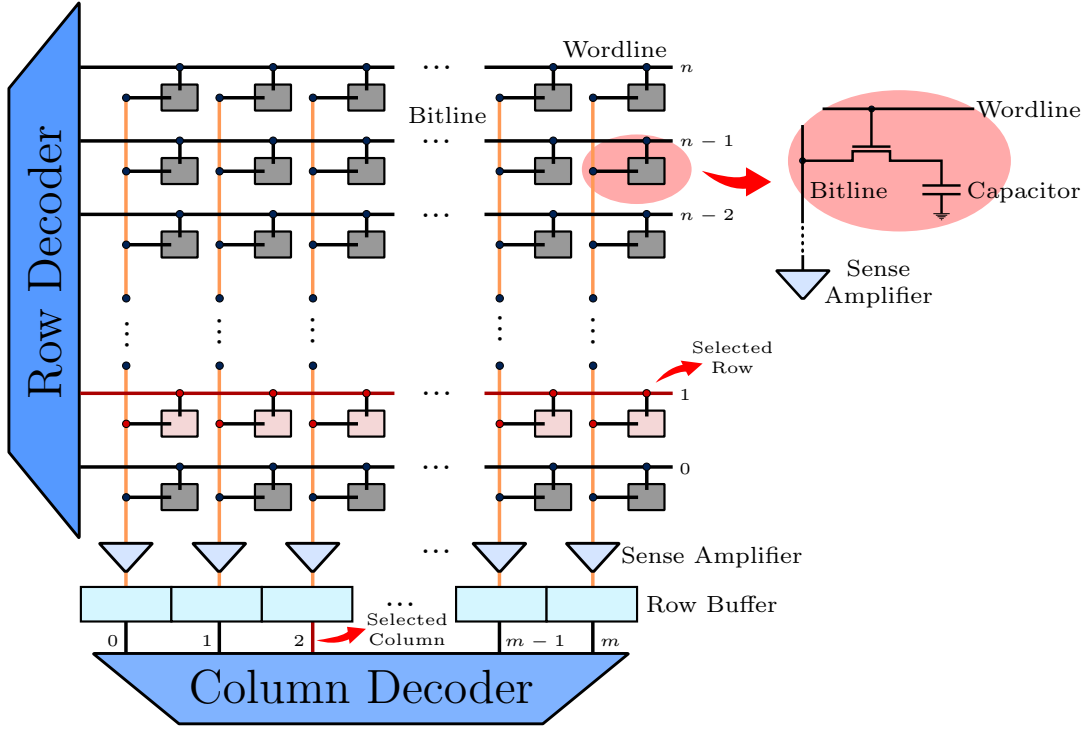 Row Decoder
Wordline
n
Bitline
n − 1
n − 2
Wordline
Bitline
Capacitor
Sense
Amplifier
Selected
Row
1
0
Sense Amplifier
Row Buffer
Selected
Column
0
1
2
m − 1
m
Column Decoder